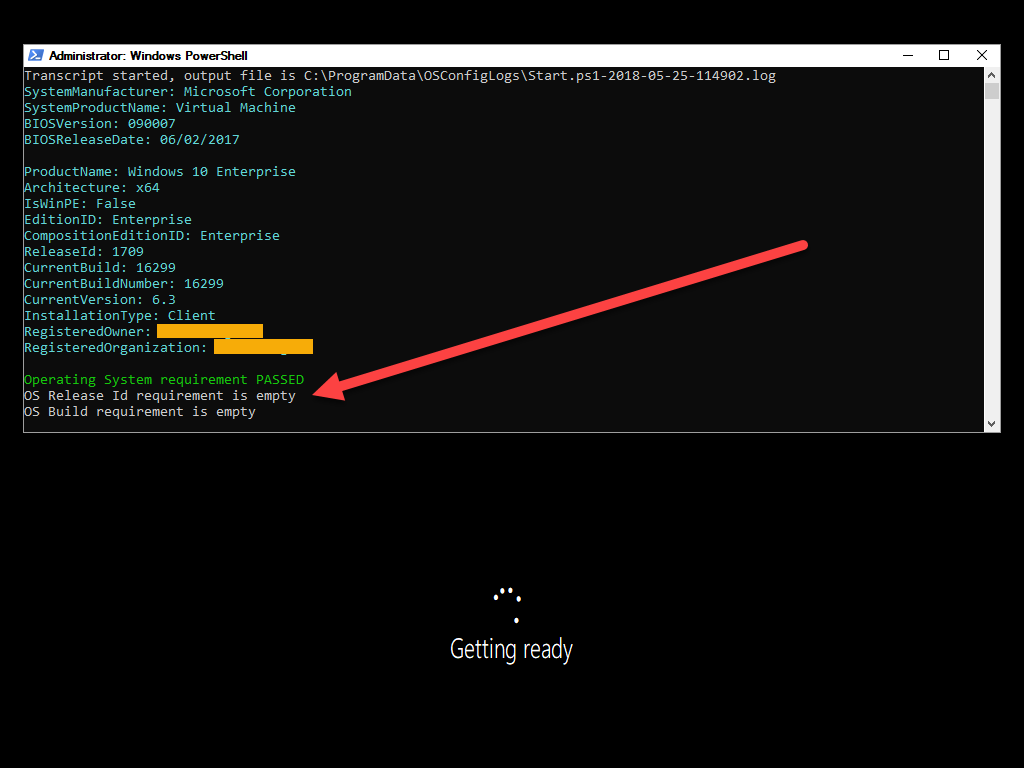 Administrator: Windows PowerShell
Transcript started, output file is C:\ProgramData\OSConfigLogs\Start.ps1-2018-05-25-114902.log
SystemManufacturer: Microsoft Corporation
SystemProductName: Virtual Machine
BIOSVersion: 090007
BIOSReleaseDate: 06/02/2017
ProductName: Windows 10 Enterprise
Architecture: x64
IsWinPE: False
EditionID: Enterprise
CompositionEditionID: Enterprise
ReleaseId: 1709
CurrentBuild: 16299
CurrentBuildNumber: 16299
CurrentVersion: 6.3
InstallationType: Client
RegisteredOwner:
RegisteredOrganization:
Operating System requirement PASSED
OS Release Id requirement is empty
OS Build requirement is empty
Getting ready